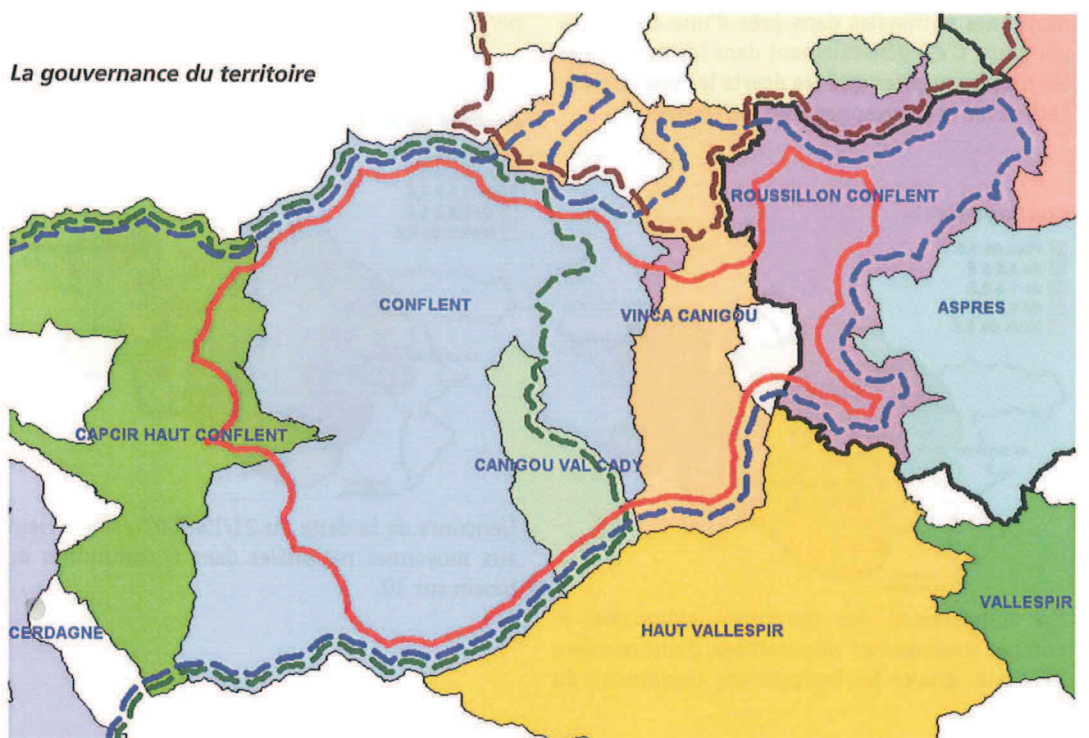 La gouvernance du territoire
ROUSSILLON CONFLENT
CONFLENT
ASPRES
VINCA CANIGOU
CAPCIR HAUT CONFLENT
CANIGOU VAL CADY
VALLESPIR
CERDAGNE
HAUT VALLESPIR